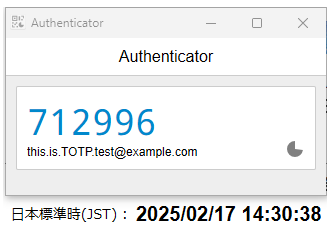 Authenticator
Authenticator
712996
this.is.TOTP.test@example.com
日本標準時(JST)： 2025/02/17 14:30:38